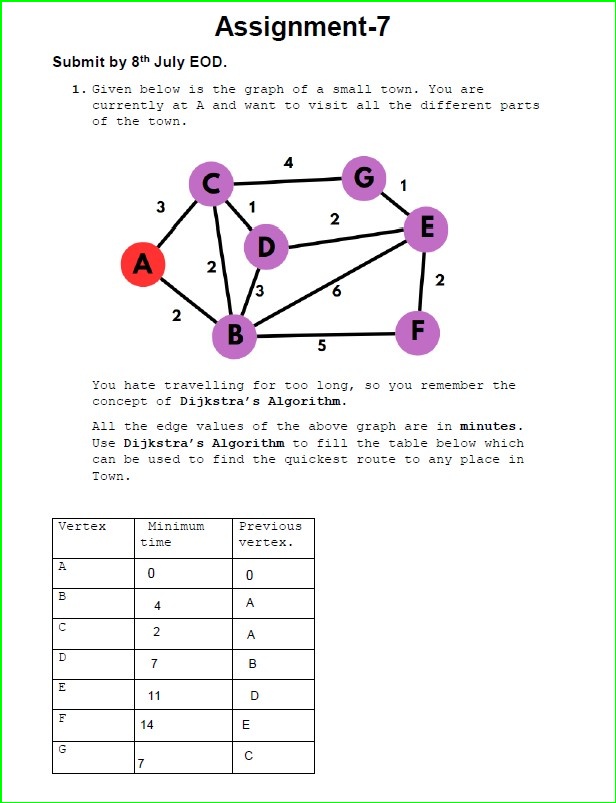 Assignment-7
Submit by 8th July EOD.
1. Given below is the graph of a small town. You are
currently at A and want to visit all the different parts
of the town.
4
C
G
1
3
1
2
E
D
A
2
2
3
6
2
B
F
5
You hate travelling for too long, so you remember the
concept of Dijkstra's Algorithm.
All the edge values of the above graph are in minutes.
Use Dijkstra's Algorithm to fill the table below which
can be used to find the quickest route to any place in
Town.
Vertex Minimum time Previous vertex.
A 0 0
B 4 A
C 2 A
D 7 B
E 11 D
F 14 E
G 7 C